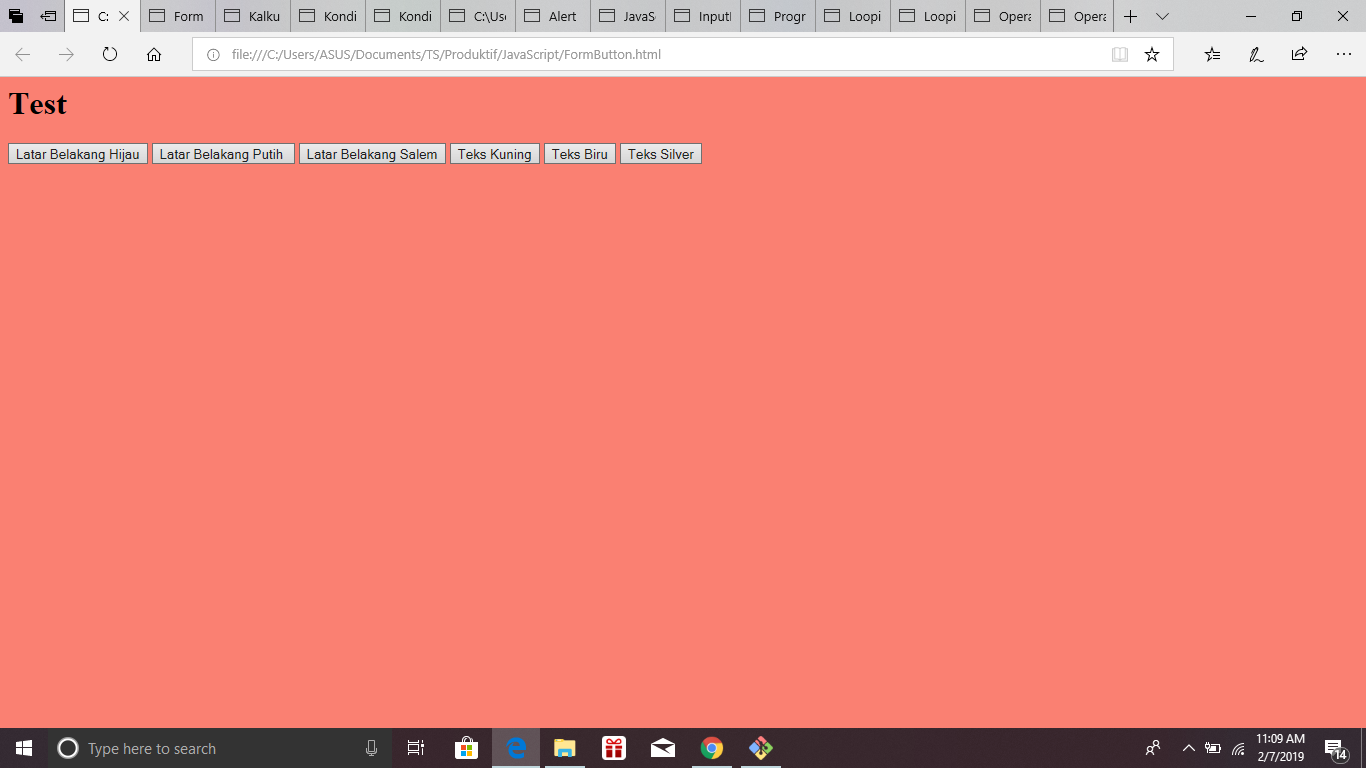 C: Form Kalku Kondi Kondi C:\Use Alert JavaS Input Progr Loopi Loopi Opera Opera
file:///C:/Users/ASUS/Documents/TS/Produktif/JavaScript/FormButton.html
Test
Latar Belakang Hijau Latar Belakang Putih Latar Belakang Salem Teks Kuning Teks Biru Teks Silver
Type here to search
11:09 AM
2/7/2019
14